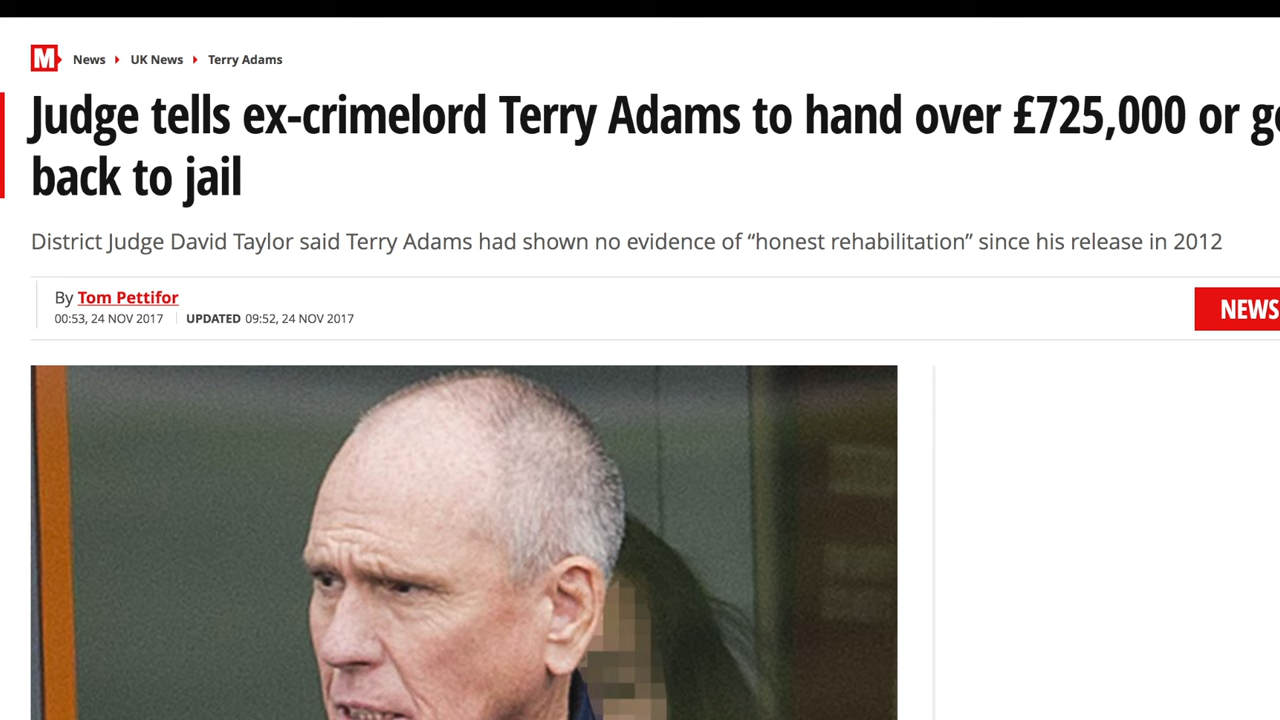 M News UK News Terry Adams
Judge tells ex-crimelord Terry Adams to hand over £725,000 or
back to jail
District Judge David Taylor said Terry Adams had shown no evidence of “honest rehabilitation” since his release in 2012
By Tom Pettifor
00:53, 24 NOV 2017 UPDATED 09:52, 24 NOV 2017
NEWS